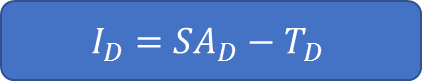 I_D = SA_D − T_D